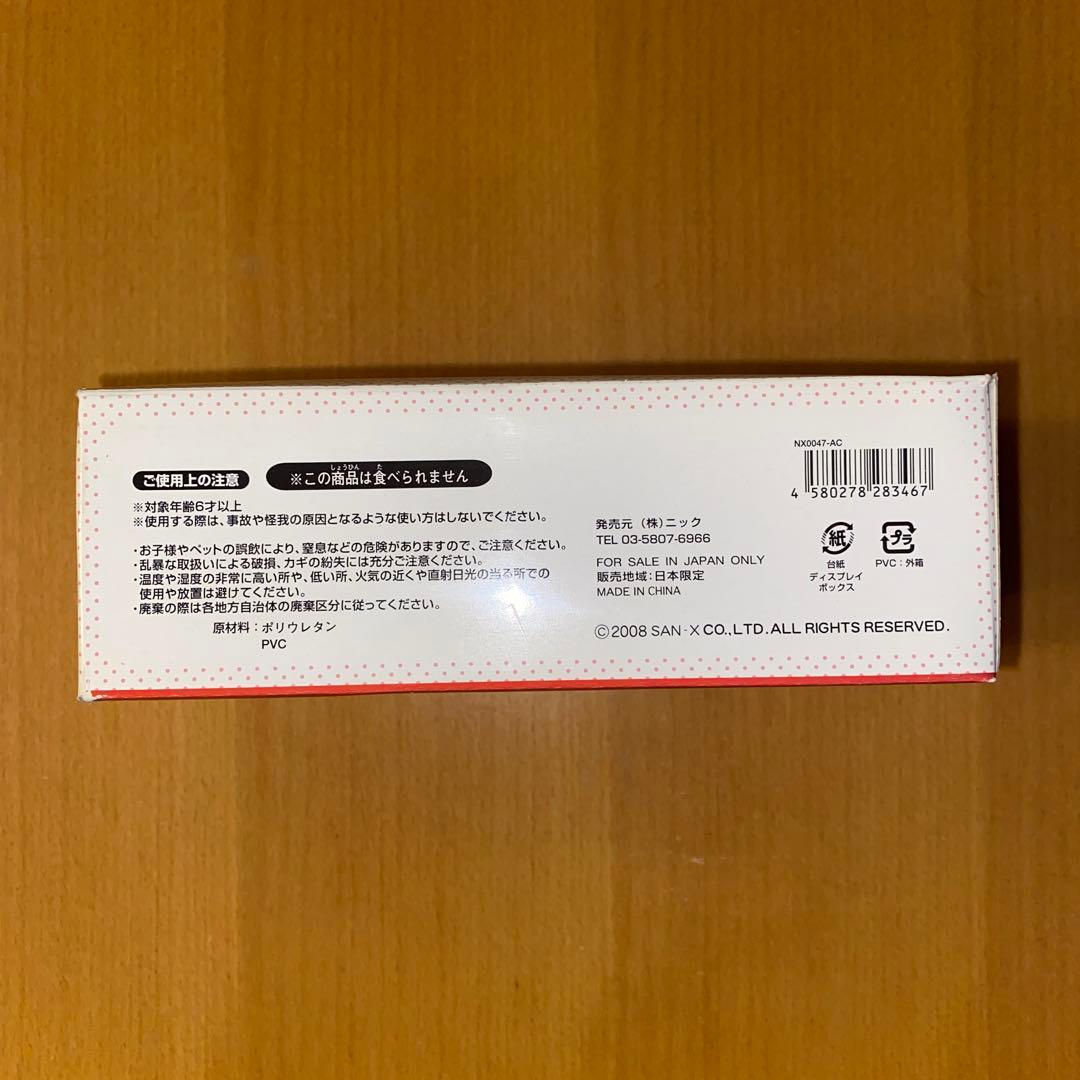 ご使用上の注意
しょうひん た
※この商品は食べられません
※対象年齢6才以上
※使用する際は、事故や怪我の原因となるような使い方はしないでください。
・お子様やペットの誤飲により、窒息などの危険がありますので、ご注意ください。
・乱暴な取扱いによる破損、カギの紛失には充分ご注意ください。
・温度や湿度の非常に高い所や、低い所、火気の近くや直射日光の当る所での
使用や放置は避けてください。
・廃棄の際は各地方自治体の廃棄区分に従ってください。
原材料：ポリウレタン
PVC
NX0047-AC
4 580278 283467
発売元 （株）ニック
TEL 03-5807-6966
FOR SALE IN JAPAN ONLY
販売地域：日本限定
MADE IN CHINA
紙
台紙
ディスプレイ
ボックス
プラ
PVC：外箱
©2008 SAN-X CO.,LTD. ALL RIGHTS RESERVED.